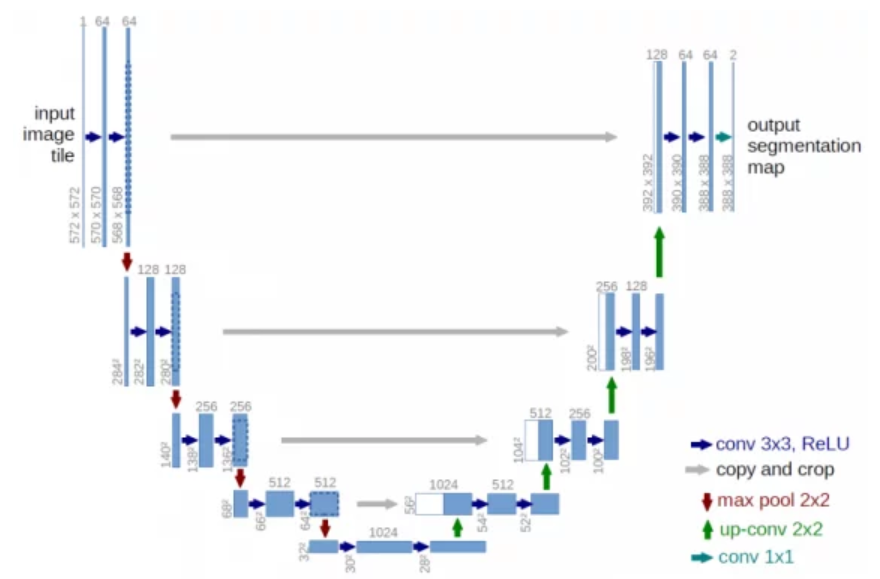 1 64 64
128 64 64 2
input
image
tile
output
segmentation
map
572 x 572
570 x 570
568 x 568
392 x 392
390 x 390
388 x 388
388 x 388
128 128
256 128
284²
282²
280²
200²
198²
196²
256 256
512 256
140²
138²
136²
104²
102²
100²
512 512
1024 512
68²
66²
64²
56²
54²
52²
1024
32²
30²
28²
conv 3x3, ReLU
copy and crop
max pool 2x2
up-conv 2x2
conv 1x1